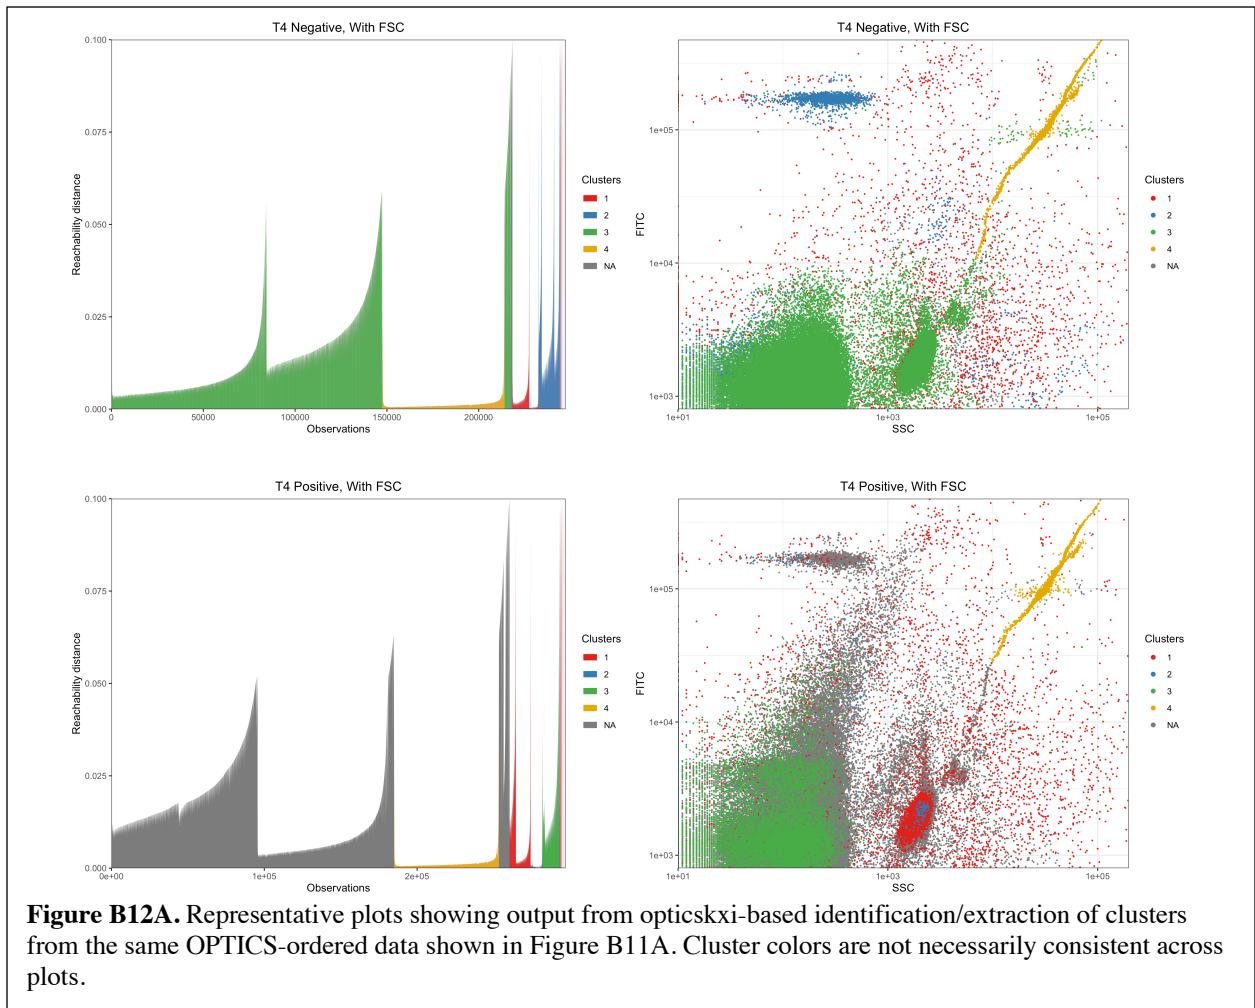 T4 Negative, With FSC
0.100
0.075
0.050
0.025
0.000
Reachability distance
0
50000
100000
150000
200000
Observations
Clusters
1
2
3
4
NA
T4 Negative, With FSC
1e+05
1e+04
1e+03
FITC
1e+01
1e+03
1e+05
SSC
Clusters
1
2
3
4
NA
T4 Positive, With FSC
0.100
0.075
0.050
0.025
0.000
Reachability distance
0e+00
1e+05
2e+05
Observations
Clusters
1
2
3
4
NA
T4 Positive, With FSC
1e+05
1e+04
1e+03
FITC
1e+01
1e+03
1e+05
SSC
Clusters
1
2
3
4
NA
Figure B12A. Representative plots showing output from opticskxi-based identification/extraction of clusters
from the same OPTICS-ordered data shown in Figure B11A. Cluster colors are not necessarily consistent across
plots.